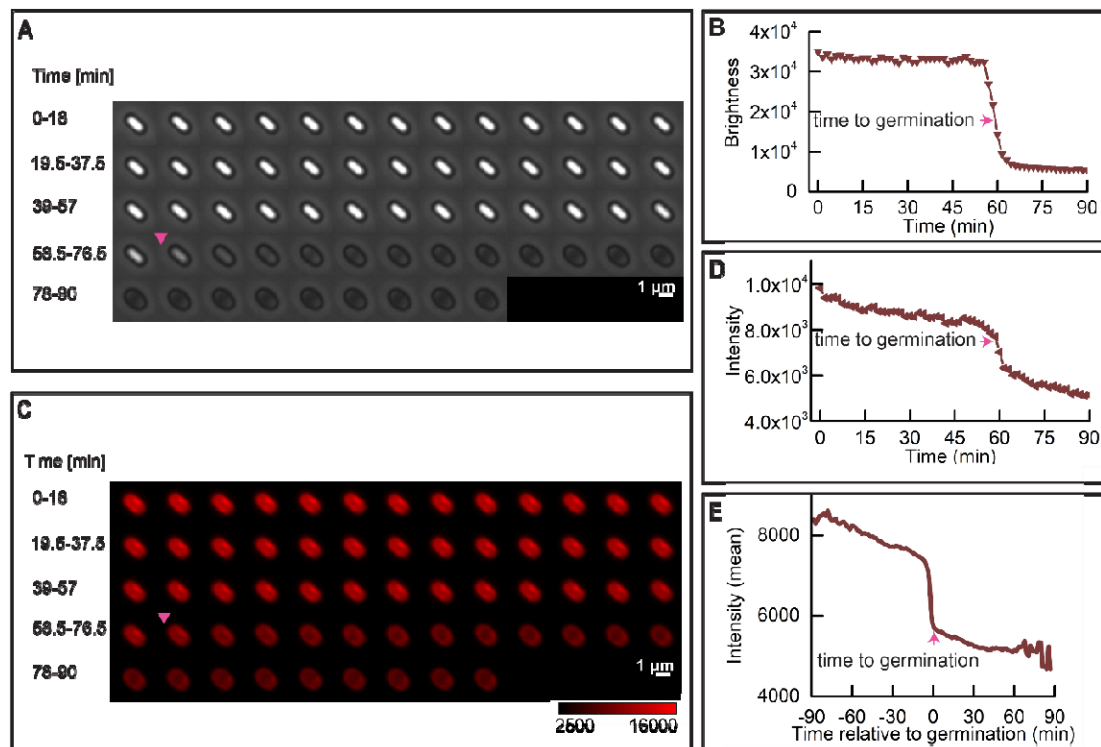 A
Time [min]
0-18
19.5-37.5
39-57
58.5-76.5
78-90
1 µm
B
Brightness
4x10⁴
3x10⁴
2x10⁴
1x10⁴
0
time to germination
0 15 30 45 60 75 90
Time (min)
C
T me [min]
0-18
19.5-37.5
39-57
58.5-76.5
78-90
1 µm
2500 16000
D
Intensity
1.0x10⁴
8.0x10³
6.0x10³
4.0x10³
time to germination
0 15 30 45 60 75 90
Time (min)
E
Intensity (mean)
8000
6000
4000
time to germination
-90 -60 -30 0 30 60 90
Time relative to germination (min)